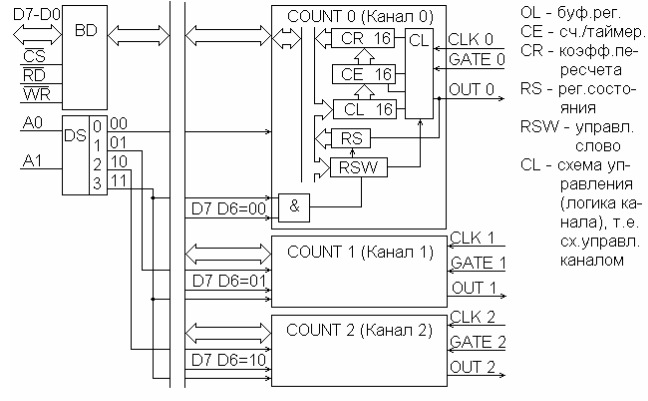 D7-D0
BD
CS
RD
WR
A0
A1
DS
0 00
1 01
2 10
3 11
COUNT 0 (Канал 0)
CR 16
CE 16
CL 16
CL
RS
RSW
&
D7 D6=00
CLK 0
GATE 0
OUT 0
COUNT 1 (Канал 1)
D7 D6=01
CLK 1
GATE 1
OUT 1
COUNT 2 (Канал 2)
D7 D6=10
CLK 2
GATE 2
OUT 2
OL - буф.рег.
CE - сч./таймер.
CR - коэфф.пе-
ресчета
RS - рег.состо-
яния
RSW - управл.
слово
CL - схема уп-
равления
(логика ка-
нала), т.е.
сх.управл.
каналом